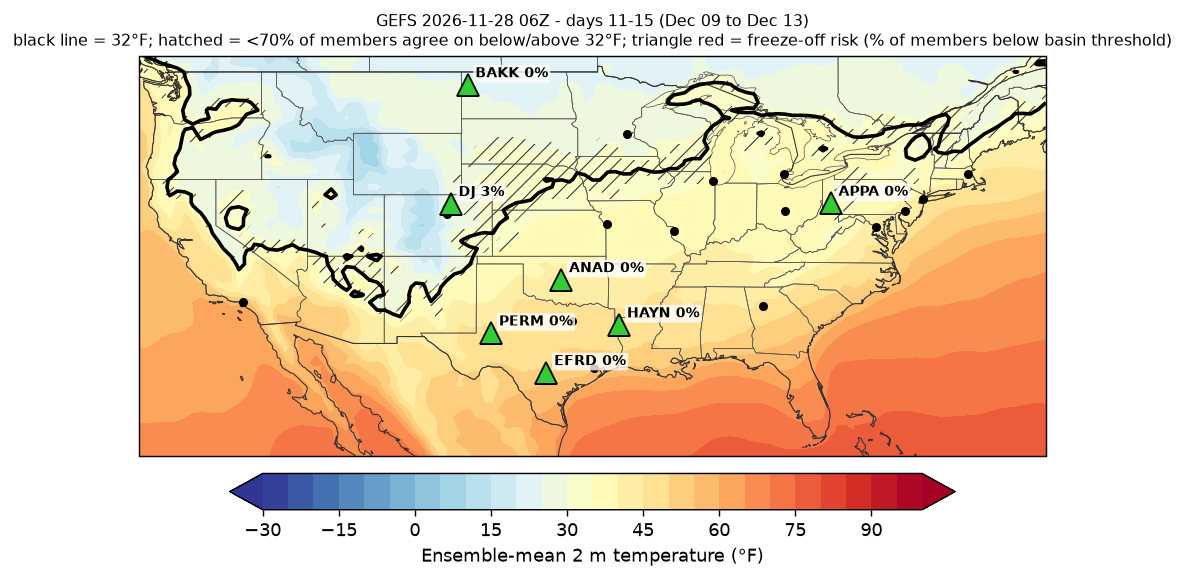 GEFS 2026-11-28 06Z - days 11-15 (Dec 09 to Dec 13)
black line = 32°F; hatched = <70% of members agree on below/above 32°F; triangle red = freeze-off risk (% of members below basin threshold)
BAKK 0%
DJ 3%
APPA 0%
ANAD 0%
HAYN 0%
PERM 0%
EFRD 0%
−30 −15 0 15 30 45 60 75 90
Ensemble-mean 2 m temperature (°F)